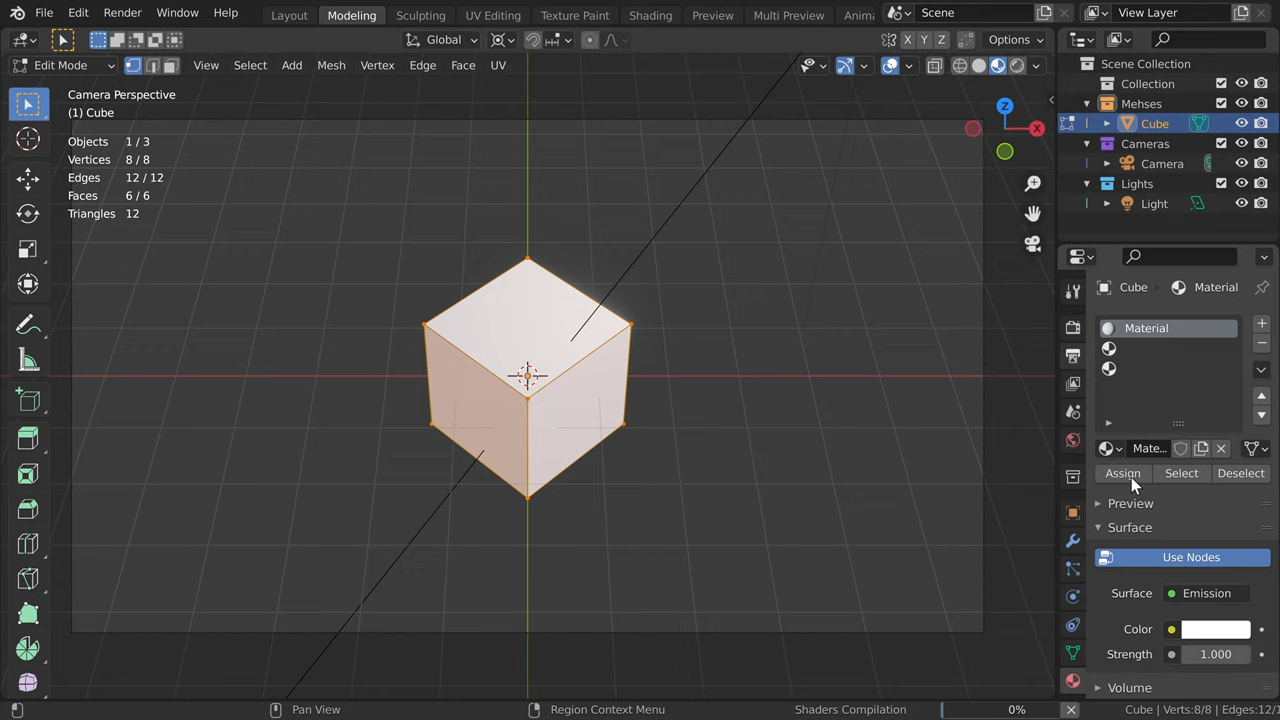 File Edit Render Window Help Layout Modeling Sculpting UV Editing Texture Paint Shading Preview Multi Preview Anima Scene View Layer
Global Options
Edit Mode View Select Add Mesh Vertex Edge Face UV
Camera Perspective
(1) Cube
Objects 1 / 3
Vertices 8 / 8
Edges 12 / 12
Faces 6 / 6
Triangles 12
Z
X
X Y Z
Scene Collection
Collection
Mehses
Cube
Cameras
Camera
Lights
Light
Cube Material
Material
Mate...
Assign Select Deselect
Preview
Surface
Use Nodes
Surface Emission
Color
Strength 1.000
Volume
Pan View Region Context Menu Shaders Compilation 0% Cube | Verts:8/8 | Edges:12/1